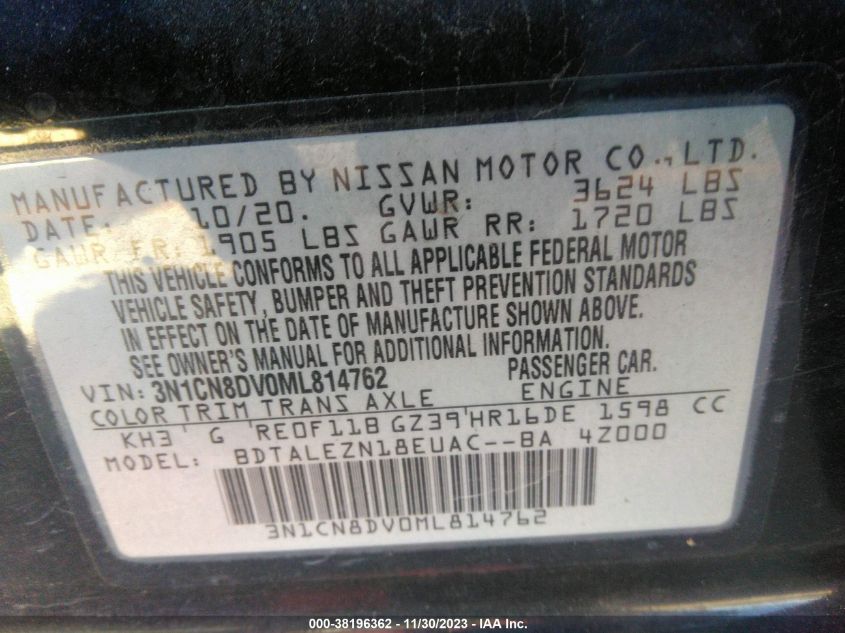 MANUFACTURED BY NISSAN MOTOR CO., LTD.
DATE: 10/20. GVWR: 3624 LBS
GAWR FR: 1905 LBS GAWR RR: 1720 LBS
THIS VEHICLE CONFORMS TO ALL APPLICABLE FEDERAL MOTOR
VEHICLE SAFETY, BUMPER AND THEFT PREVENTION STANDARDS
IN EFFECT ON THE DATE OF MANUFACTURE SHOWN ABOVE.
SEE OWNER'S MANUAL FOR ADDITIONAL INFORMATION.
VIN: 3N1CN8DV0ML814762 PASSENGER CAR.
COLOR TRIM TRANS AXLE ENGINE
KH3 G RE0F11B GZ39 HR16DE 1598 CC
MODEL: BDTALEZN18EUAC--BA 4Z000
3N1CN8DV0ML814762
000-38196362 - 11/30/2023 - © IAA Inc.